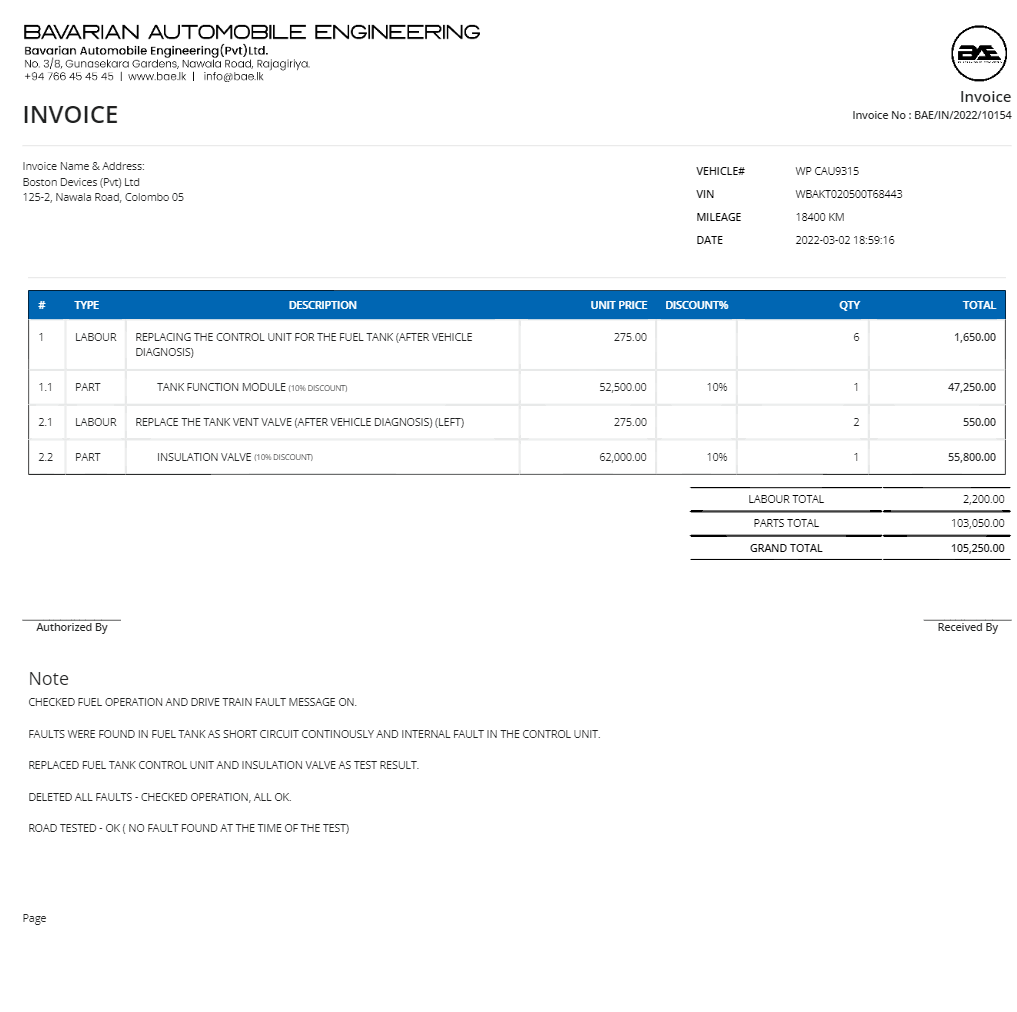 BAVARIAN AUTOMOBILE ENGINEERING
Bavarian Automobile Engineering(Pvt)Ltd.
No. 3/8, Gunasekara Gardens, Nawala Road, Rajagiriya.
+94 766 45 45 45 | www.bae.lk | info@bae.lk
BAE
Invoice
INVOICE
Invoice No : BAE/IN/2022/10154
Invoice Name & Address:
Boston Devices (Pvt) Ltd
125-2, Nawala Road, Colombo 05
VEHICLE# WP CAU9315
VIN WBAKT020500T68443
MILEAGE 18400 KM
DATE 2022-03-02 18:59:16
# TYPE DESCRIPTION UNIT PRICE DISCOUNT% QTY TOTAL
1 LABOUR REPLACING THE CONTROL UNIT FOR THE FUEL TANK (AFTER VEHICLE 275.00 6 1,650.00
DIAGNOSIS)
1.1 PART TANK FUNCTION MODULE (10% DISCOUNT) 52,500.00 10% 1 47,250.00
2.1 LABOUR REPLACE THE TANK VENT VALVE (AFTER VEHICLE DIAGNOSIS) (LEFT) 275.00 2 550.00
2.2 PART INSULATION VALVE (10% DISCOUNT) 62,000.00 10% 1 55,800.00
LABOUR TOTAL 2,200.00
PARTS TOTAL 103,050.00
GRAND TOTAL 105,250.00
Authorized By Received By
Note
CHECKED FUEL OPERATION AND DRIVE TRAIN FAULT MESSAGE ON.
FAULTS WERE FOUND IN FUEL TANK AS SHORT CIRCUIT CONTINOUSLY AND INTERNAL FAULT IN THE CONTROL UNIT.
REPLACED FUEL TANK CONTROL UNIT AND INSULATION VALVE AS TEST RESULT.
DELETED ALL FAULTS - CHECKED OPERATION, ALL OK.
ROAD TESTED - OK ( NO FAULT FOUND AT THE TIME OF THE TEST)
Page